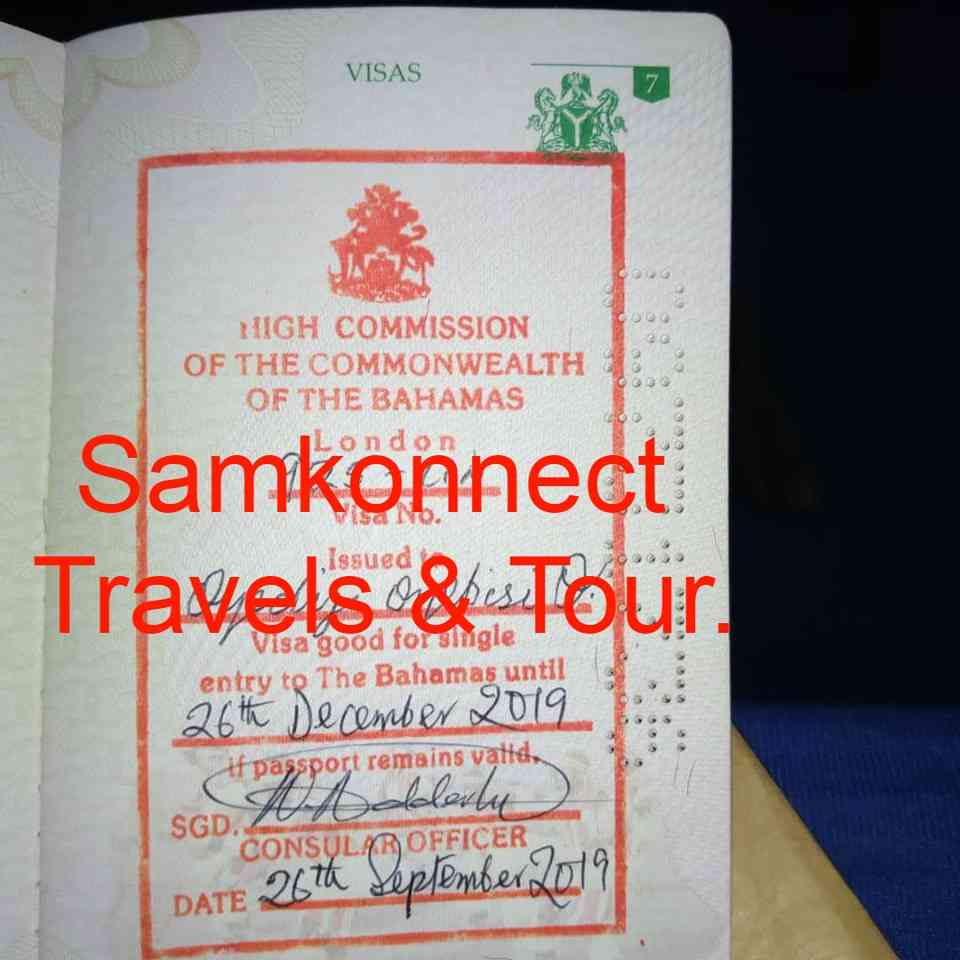 VISAS
7
HIGH COMMISSION
OF THE COMMONWEALTH
OF THE BAHAMAS
London
Samkonnect
Visa No.
Issued to
Travels & Tour.
Visa good for single
entry to The Bahamas until
26th December 2019
if passport remains valid.
SGD.
CONSULAR OFFICER
DATE 26th September 2019